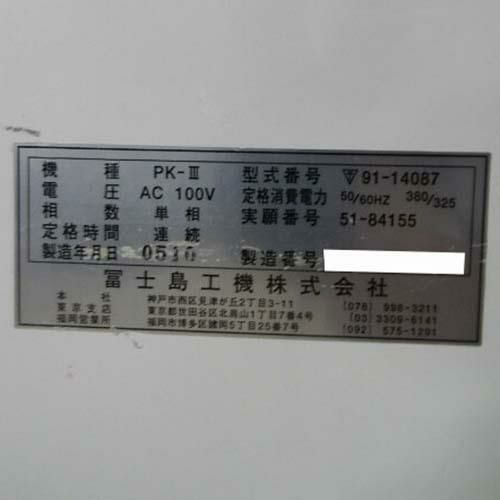 機種 PK-Ⅲ 型式番号 ▽91-14087
電圧 AC 100V 定格消費電力 50/60HZ 380/325
相数 単相 実願番号 51-84155
定格時間 連続
製造年月日 0510 製造番号
冨士島工機株式会社
本社 神戸市西区見津が丘2丁目3-11 (078) 998-3211
東京支店 東京都世田谷区北烏山1丁目7番4号 (03) 3309-6141
福岡営業所 福岡市博多区諸岡5丁目25番7号 (092) 575-1291